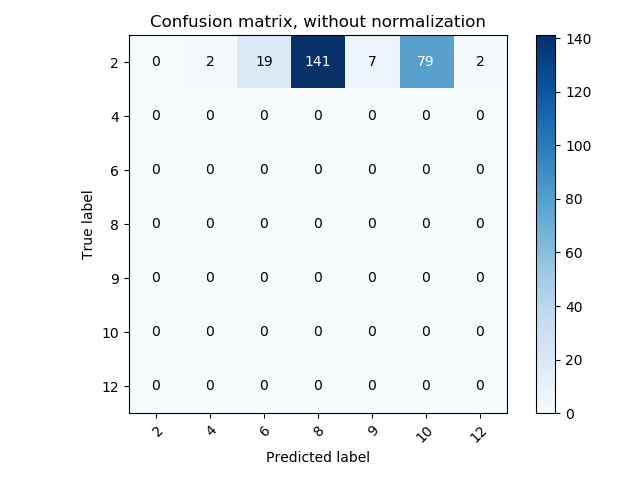 Confusion matrix, without normalization
2 0 2 19 141 7 79 2
4 0 0 0 0 0 0 0
6 0 0 0 0 0 0 0
8 0 0 0 0 0 0 0
9 0 0 0 0 0 0 0
10 0 0 0 0 0 0 0
12 0 0 0 0 0 0 0
True label
2 4 6 8 9 10 12
Predicted label
140
120
100
80
60
40
20
0